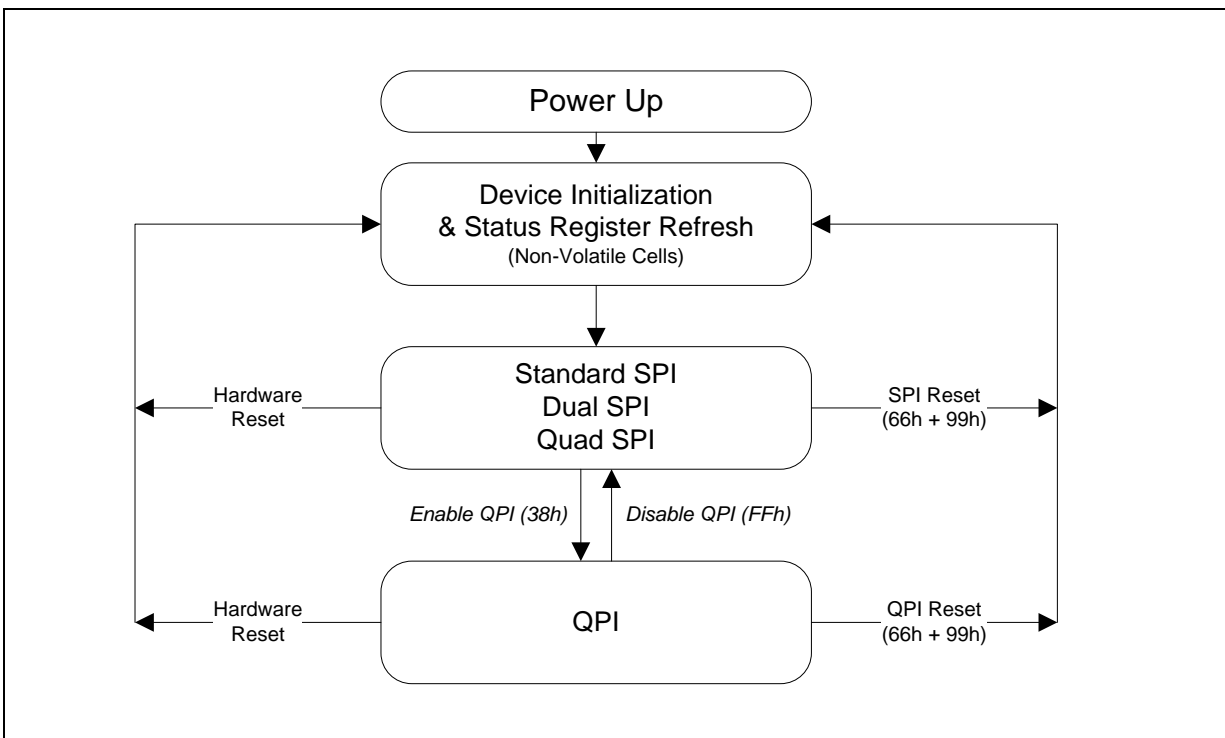 Power Up
Device Initialization
& Status Register Refresh
(Non-Volatile Cells)
Standard SPI
Dual SPI
Quad SPI
Hardware
Reset
SPI Reset
(66h + 99h)
Enable QPI (38h)
Disable QPI (FFh)
QPI
Hardware
Reset
QPI Reset
(66h + 99h)